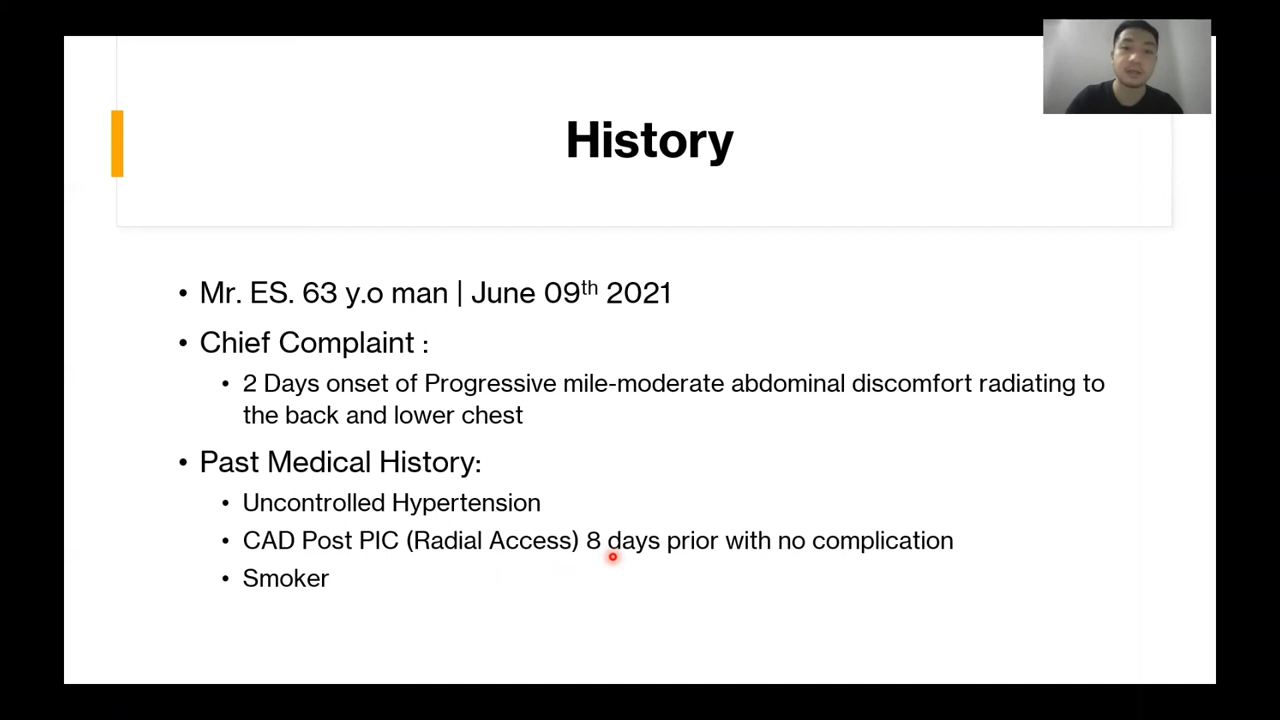 History
• Mr. ES. 63 y.o man | June 09th 2021
• Chief Complaint :
• 2 Days onset of Progressive mile-moderate abdominal discomfort radiating to
the back and lower chest
• Past Medical History:
• Uncontrolled Hypertension
• CAD Post PIC (Radial Access) 8 days prior with no complication
• Smoker